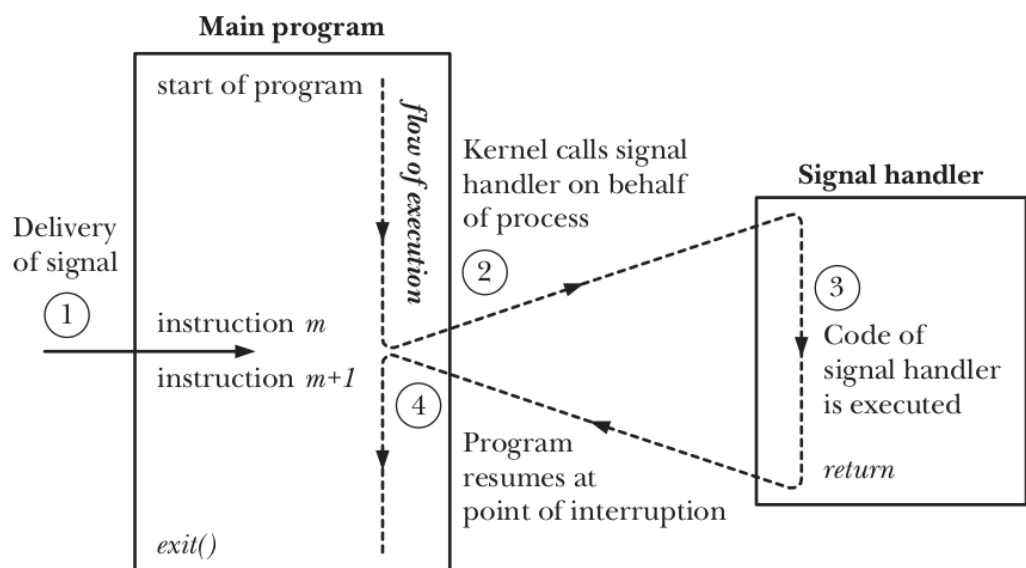 Main program
start of program
flow of execution
Delivery
of signal
1
instruction m
instruction m+1
exit()
Kernel calls signal
handler on behalf
of process
2
Signal handler
3
Code of
signal handler
is executed
return
4
Program
resumes at
point of interruption